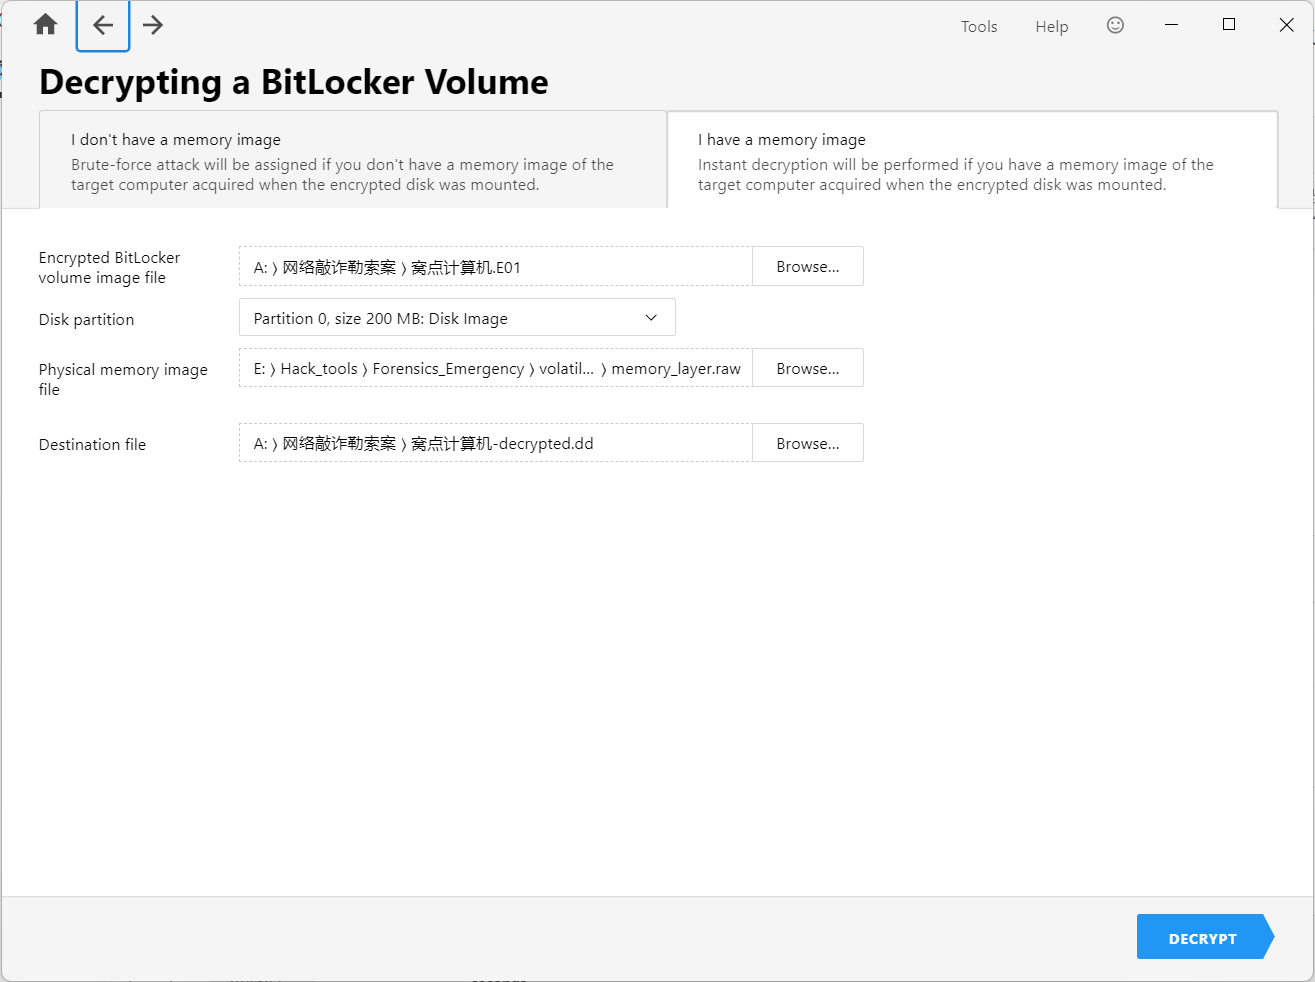 Tools
Help
Decrypting a BitLocker Volume
I don't have a memory image
Brute-force attack will be assigned if you don't have a memory image of the
target computer acquired when the encrypted disk was mounted.
I have a memory image
Instant decryption will be performed if you have a memory image of the
target computer acquired when the encrypted disk was mounted.
Encrypted BitLocker
volume image file
A: ⟩ 网络敲诈勒索案 ⟩ 窝点计算机.E01
Browse...
Disk partition
Partition 0, size 200 MB: Disk Image
Physical memory image
file
E: ⟩ Hack_tools ⟩ Forensics_Emergency ⟩ volatil... ⟩ memory_layer.raw
Browse...
Destination file
A: ⟩ 网络敲诈勒索案 ⟩ 窝点计算机-decrypted.dd
Browse...
DECRYPT